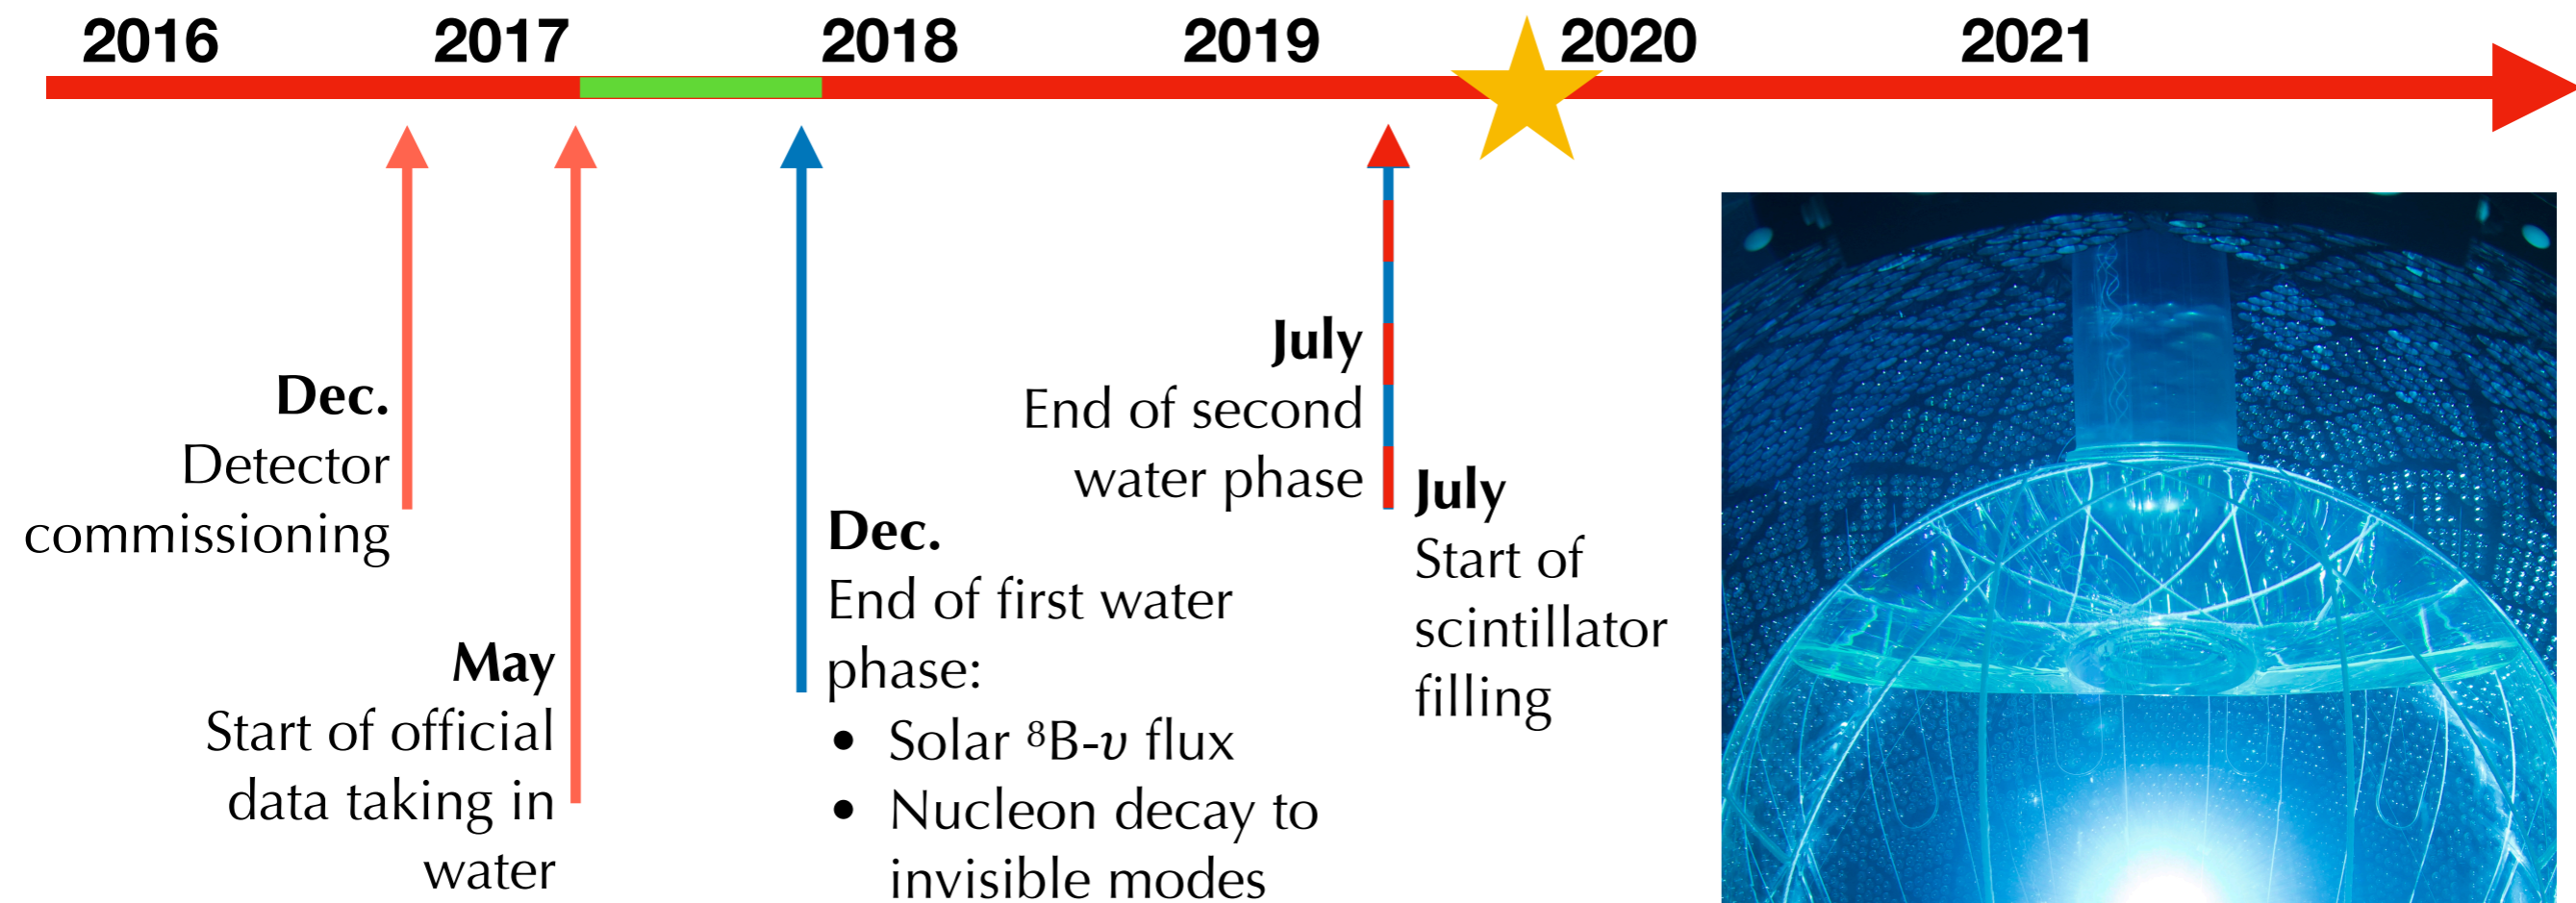 2016
2017
2018
2019
2020
2021
Dec.
Detector
commissioning
May
Start of official
data taking in
water
Dec.
End of first water
phase:
• Solar ⁸B-𝜐 flux
• Nucleon decay to
invisible modes
July
End of second
water phase
July
Start of
scintillator
filling